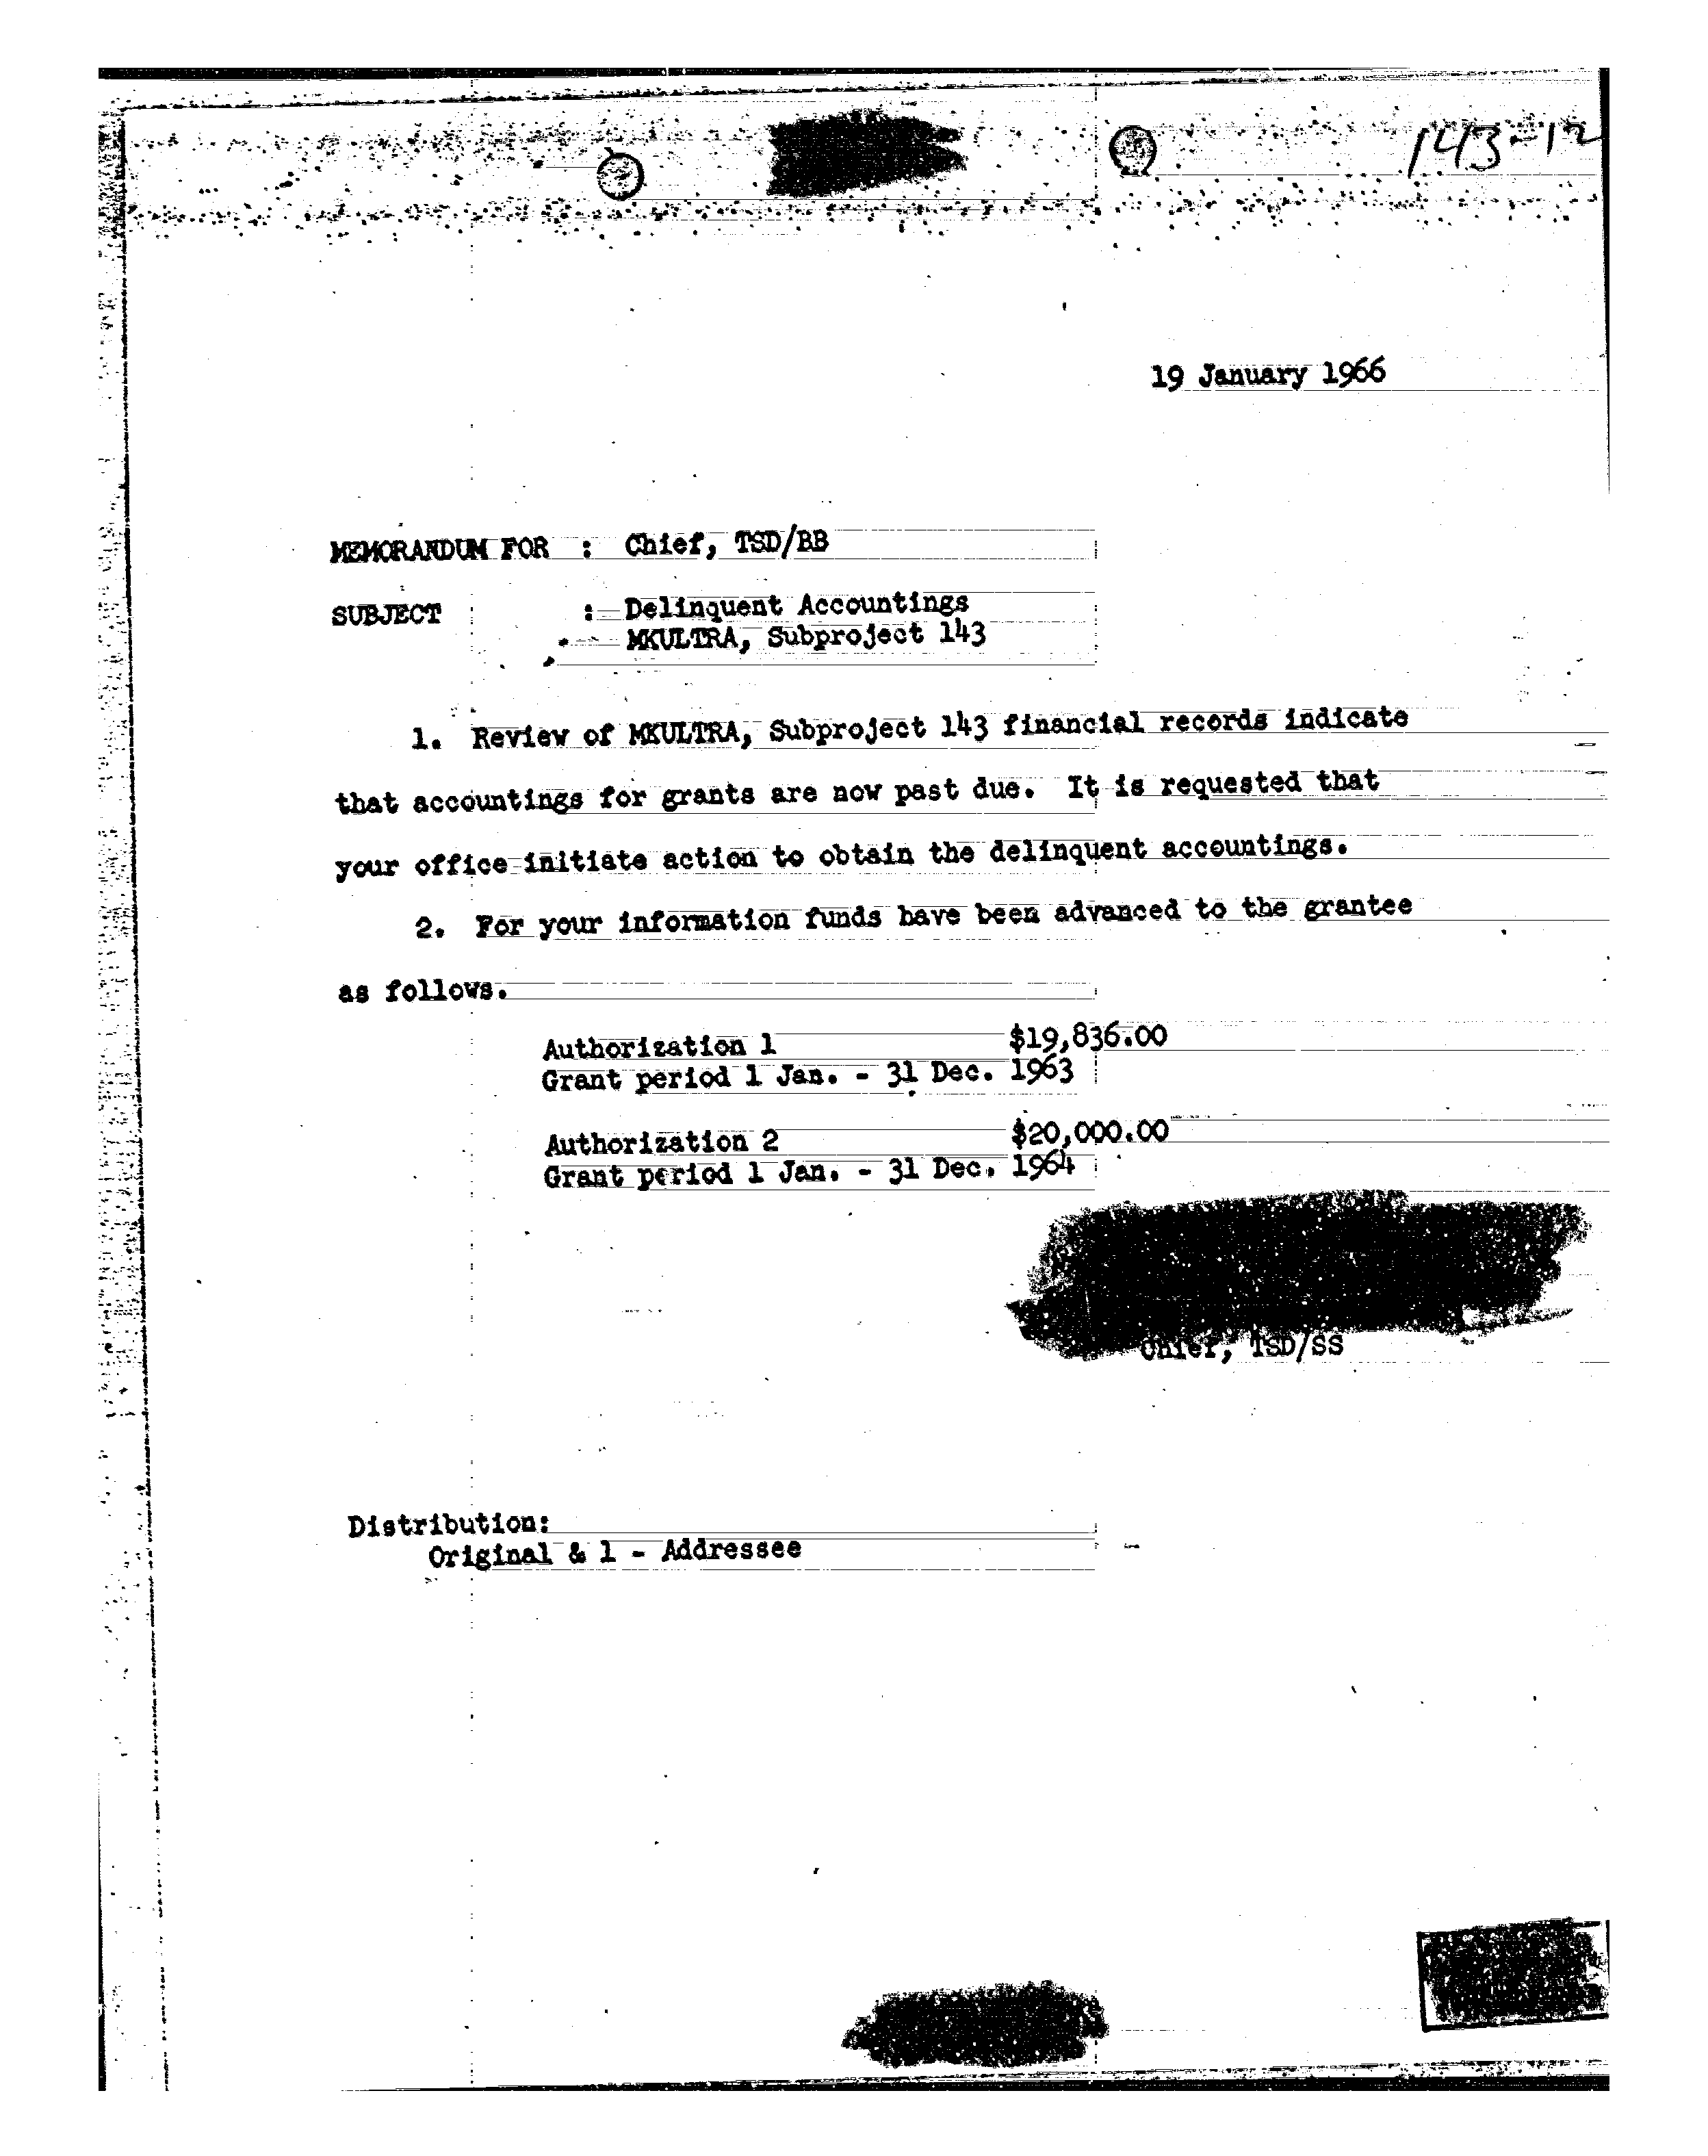 143-12
19 January 1966
MEMORANDUM FOR : Chief, TSD/BB
SUBJECT : Delinquent Accountings
MKULTRA, Subproject 143
1. Review of MKULTRA, Subproject 143 financial records indicate
that accountings for grants are now past due. It is requested that
your office initiate action to obtain the delinquent accountings.
2. For your information funds have been advanced to the grantee
as follows.
Authorization 1 $19,836.00
Grant period 1 Jan. - 31 Dec. 1963
Authorization 2 $20,000.00
Grant period 1 Jan. - 31 Dec. 1964
Chief, TSD/SS
Distribution:
Original & 1 - Addressee